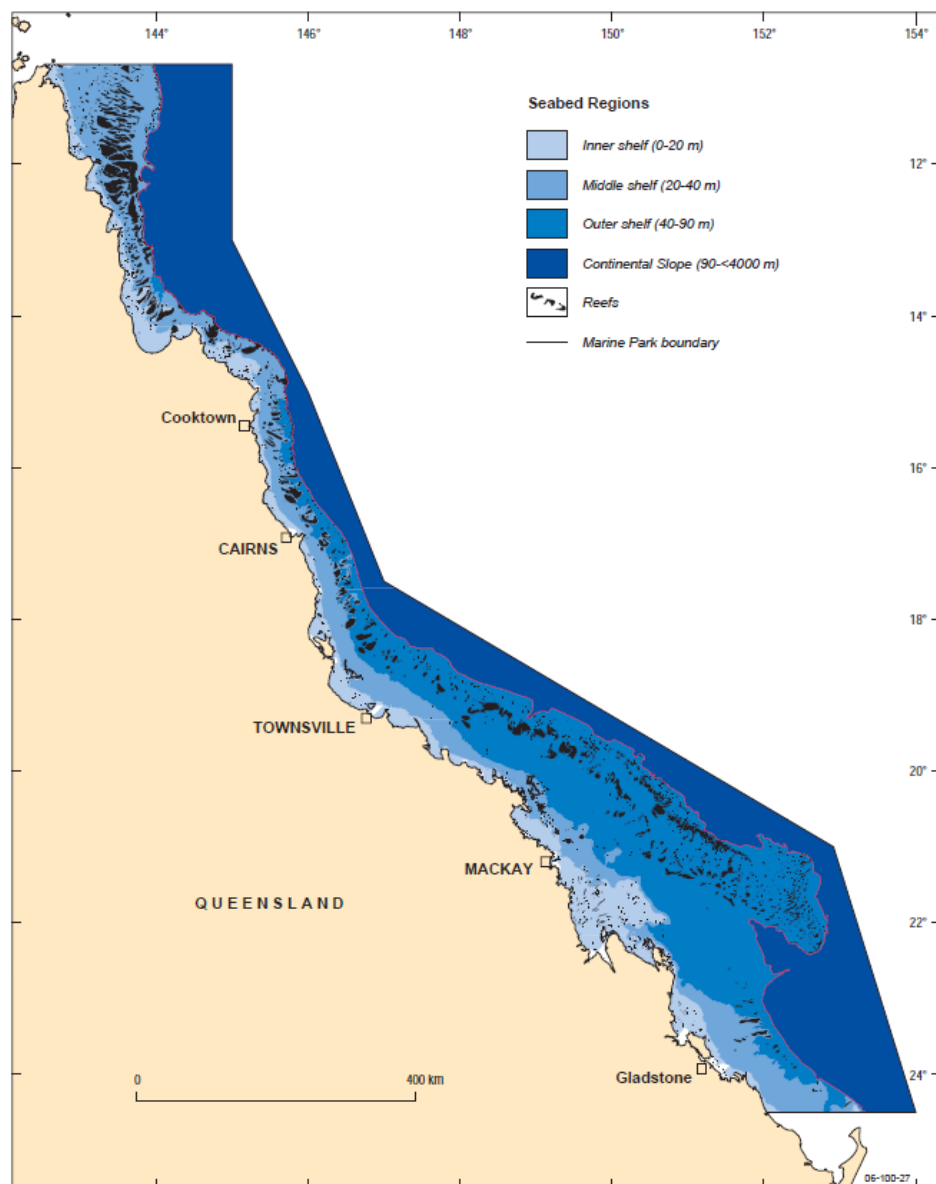 144°
146°
148°
150°
152°
154°
Seabed Regions
Inner shelf (0-20 m)
Middle shelf (20-40 m)
Outer shelf (40-90 m)
Continental Slope (90-<4000 m)
Reefs
Marine Park boundary
12°
14°
Cooktown
16°
CAIRNS
18°
TOWNSVILLE
20°
MACKAY
QUEENSLAND
22°
0
400 km
Gladstone
24°
06-100-27